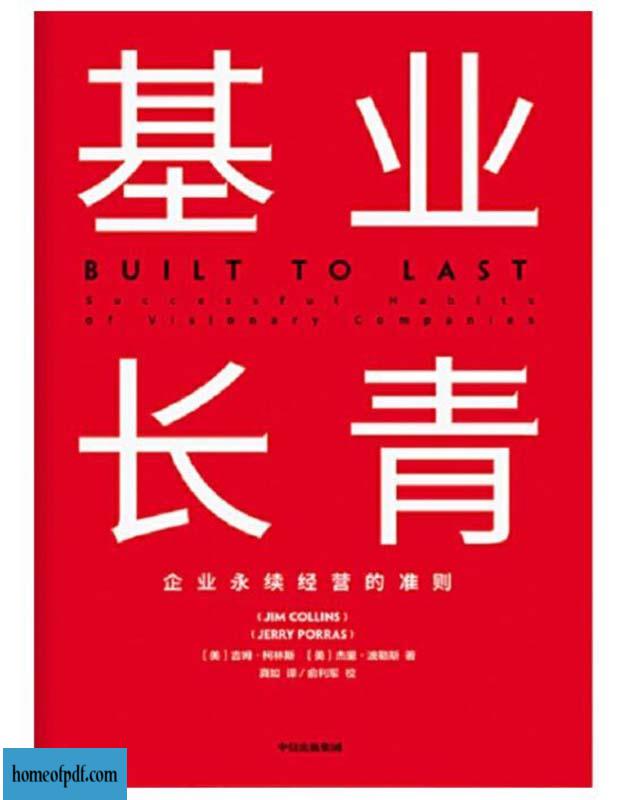 基业
BUILT TO LAST
Successful Habits
of Visionary Companies
长青
企业永续经营的准则
(JIM COLLINS)
(JERRY PORRAS)
[美]吉姆·柯林斯 [美]杰里·波勒斯 著
真如 译/俞利军 校
中信出版集团
homeofpdf.com